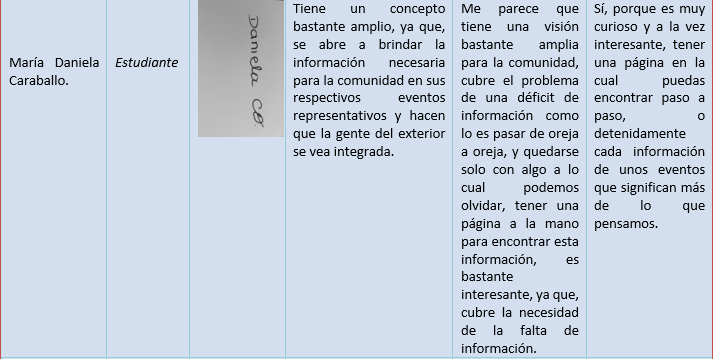 María Daniela
Caraballo.
Estudiante
Daniela CO
Tiene un concepto
bastante amplio, ya que,
se abre a brindar la
información necesaria
para la comunidad en sus
respectivos eventos
representativos y hacen
que la gente del exterior
se vea integrada.
Me parece que
tiene una visión
bastante amplia
para la comunidad,
cubre el problema
de una déficit de
información como
lo es pasar de oreja
a oreja, y quedarse
solo con algo a lo
cual podemos
olvidar, tener una
página a la mano
para encontrar esta
información, es
bastante
interesante, ya que,
cubre la necesidad
de la falta de
información.
Sí, porque es muy
curioso y a la vez
interesante, tener
una página en la
cual puedas
encontrar paso a
paso, o
detenidamente
cada información
de unos eventos
que significan más
de lo que
pensamos.